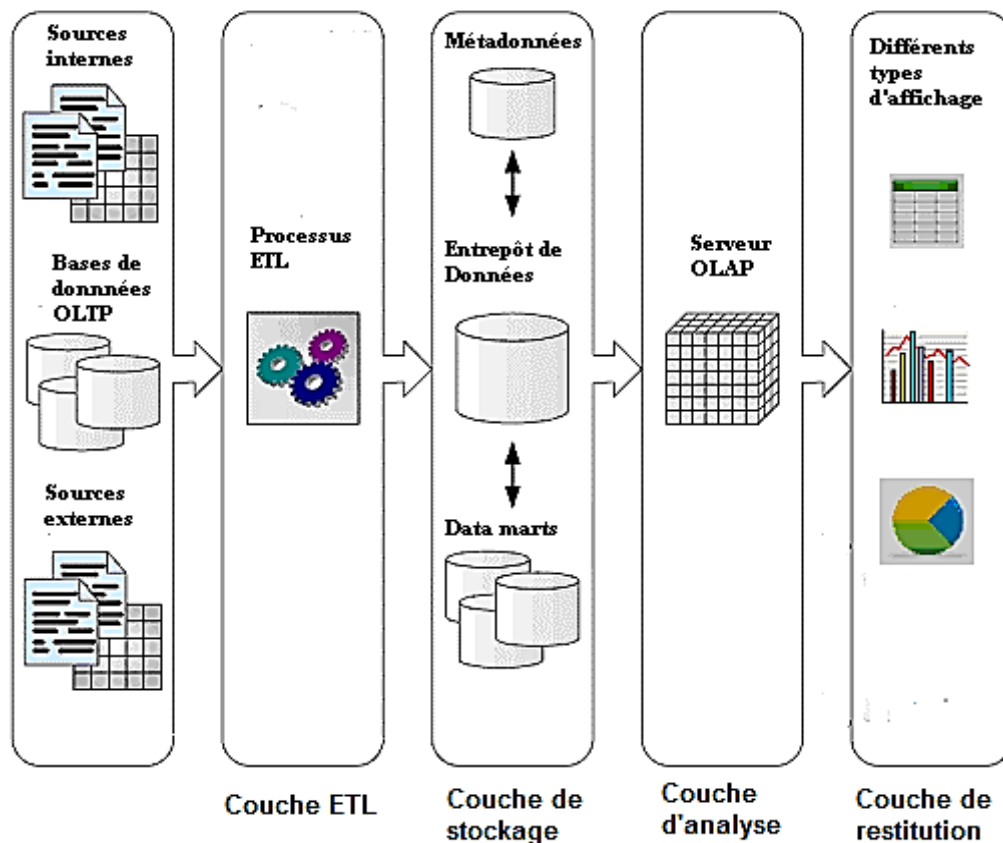 Sources
internes
Bases de
donnnées
OLTP
Sources
externes
Processus
ETL
Métadonnées
Entrepôt de
Données
Data marts
Serveur
OLAP
Différents
types
d'affichage
Couche ETL
Couche de
stockage
Couche
d'analyse
Couche de
restitution